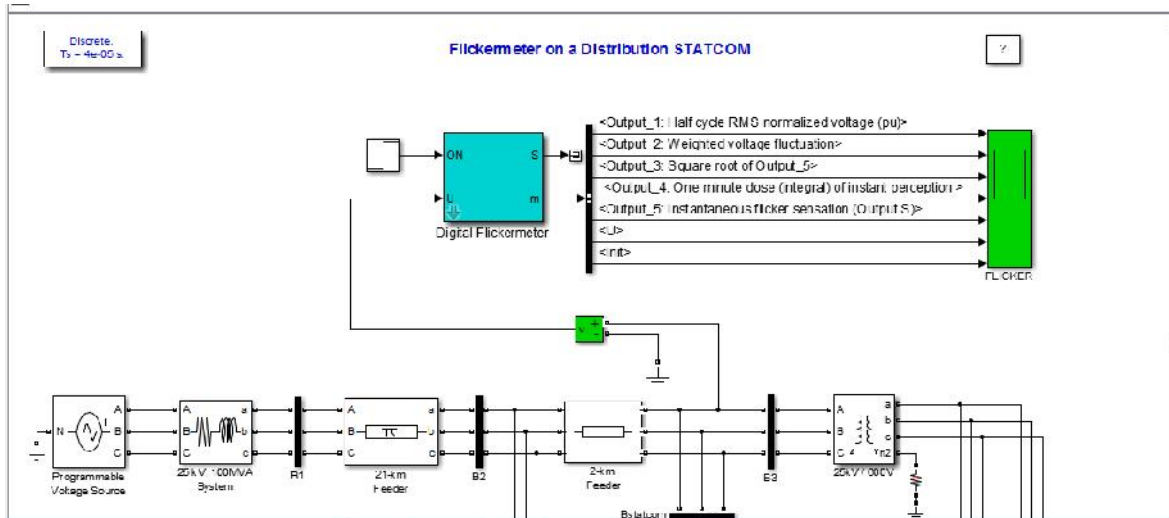 Discrete,
Ts = 4e-05 s.
Flickermeter on a Distribution STATCOM
?
<Output_1: Half cycle RMS normalized voltage (pu)>
<Output_2: Weighted voltage fluctuation>
<Output_3: Square root of Output_5>
<Output_4: One minute dose (integral) of instant perception >
<Output_5: Instantaneous flicker sensation (Output S)>
<U>
<Init>
ON
S
U
m
Digital Flickermeter
FLICKER
v
+
-
N
A
B
C
A
B
C
a
b
c
A
B
C
a
b
c
A
B
C
a
b
c
n2
Programmable
Voltage Source
25kV, 100MVA
System
B1
21-km
Feeder
B2
2-km
Feeder
B3
25kV / 600V
Bstatcom